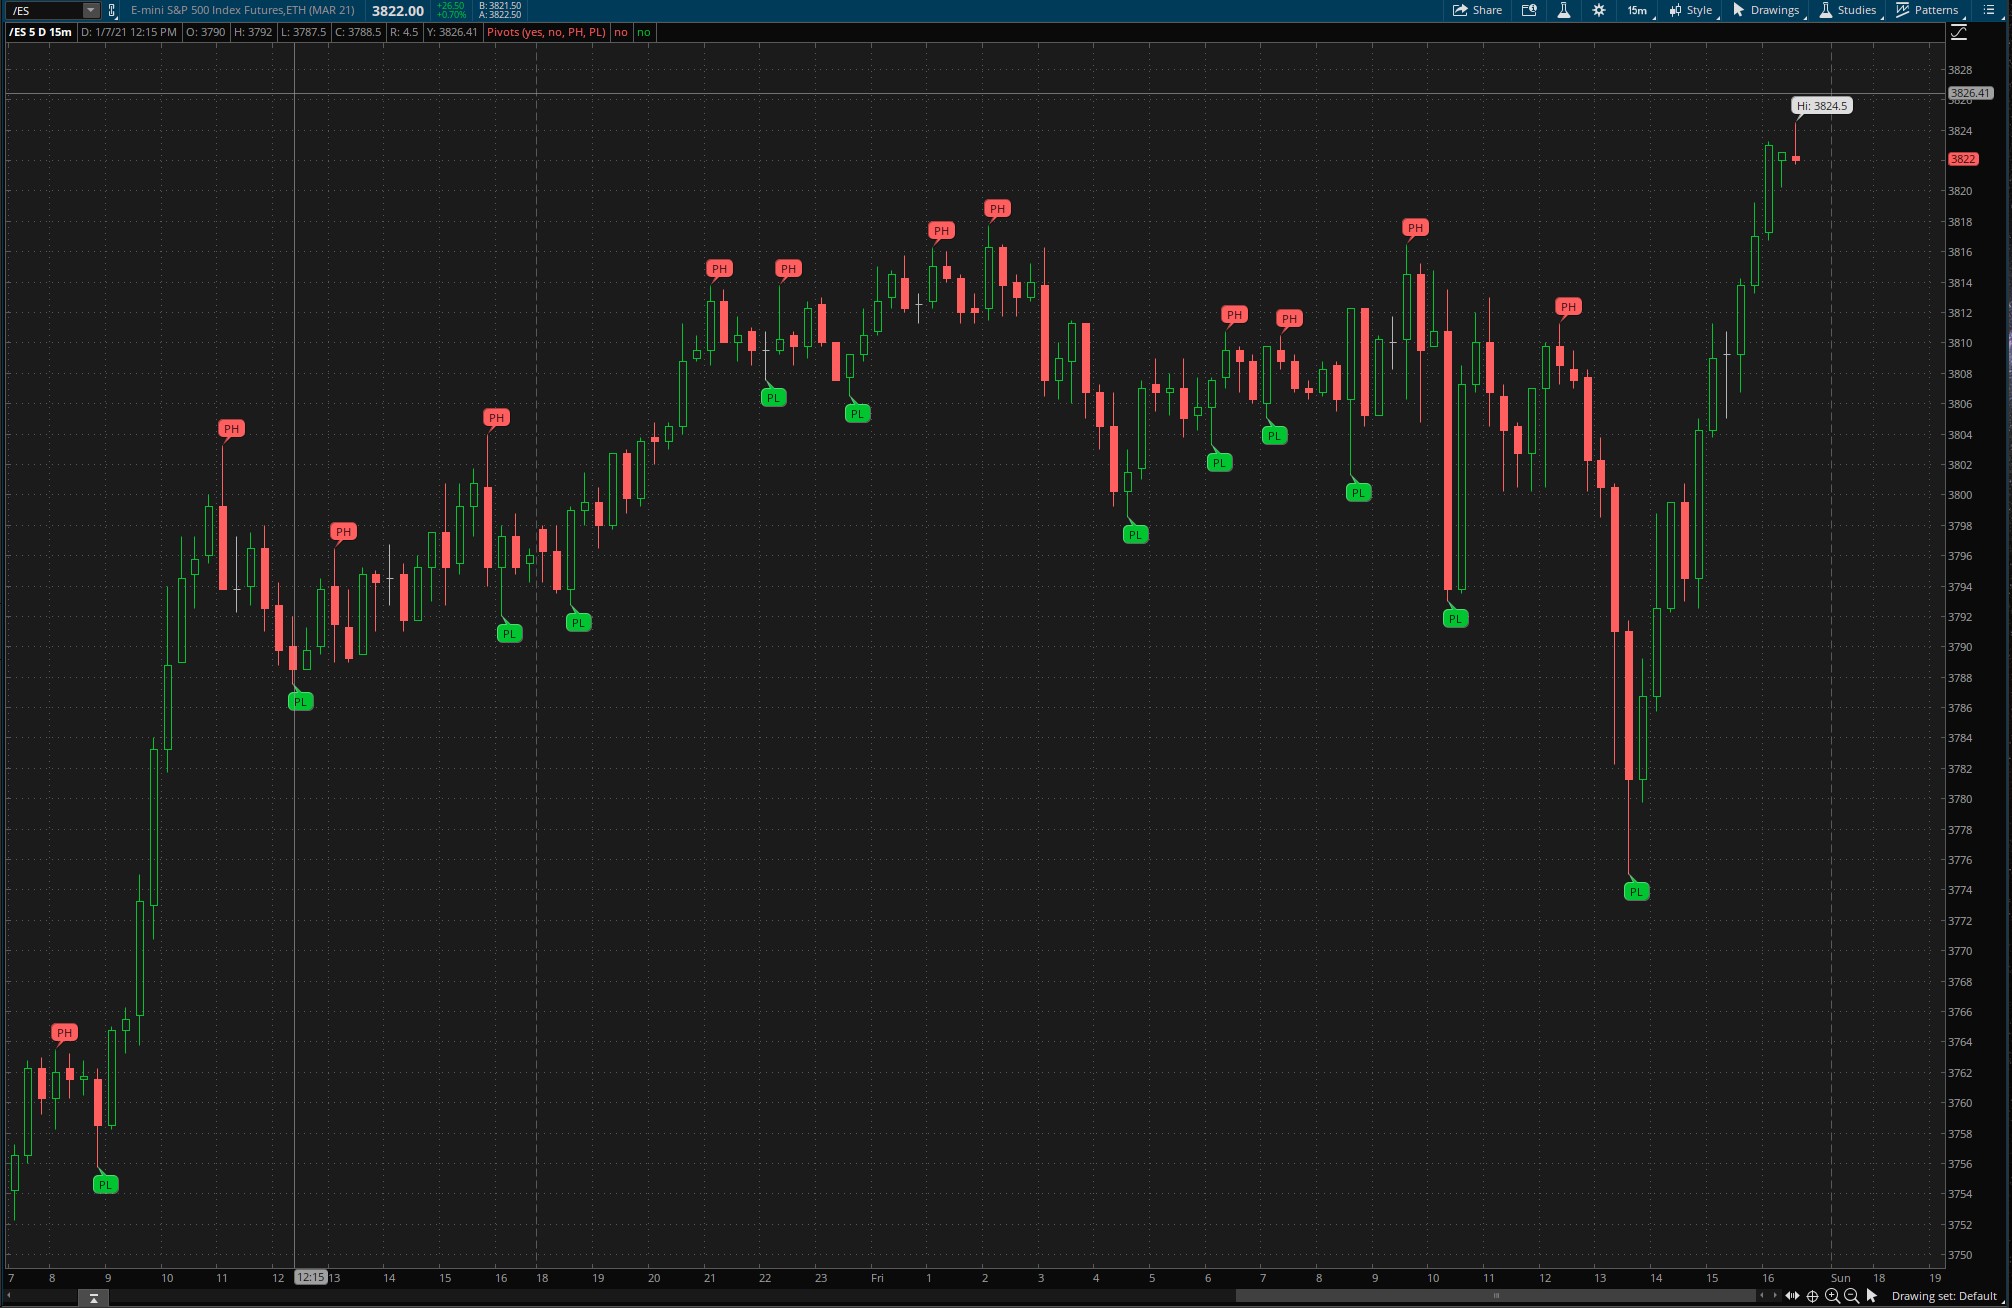 /ES E-mini S&P 500 Index Futures,ETH (MAR 21) 3822.00 +26.50 B: 3821.50 Share 15m Style Drawings Studies Patterns
+0.70% A: 3822.50
/ES 5 D 15m D: 1/7/21 12:15 PM O: 3790 H: 3792 L: 3787.5 C: 3788.5 R: 4.5 Y: 3826.41 Pivots (yes, no, PH, PL) no no
3828
3826.41
Hi: 3824.5
3824
3822
3820
PH
3818
PH PH
3816
PH PH
3814
PH PH PH
3812
3810
3808
PL
3806
PL
PH PH
3804
PL
3802
PL
3800
PL
3798
PH
PL
3796
3794
3792
PL PL
PL
3790
3788
PL
3786
3784
3782
3780
3778
3776
3774
PL
3772
3770
3768
3766
PH
3764
3762
3760
3758
3756
PL
3754
3752
3750
7 8 9 10 11 12 12:15 13 14 15 16 18 19 20 21 22 23 Fri 1 2 3 4 5 6 7 8 9 10 11 12 13 14 15 16 Sun 18 19
Drawing set: Default